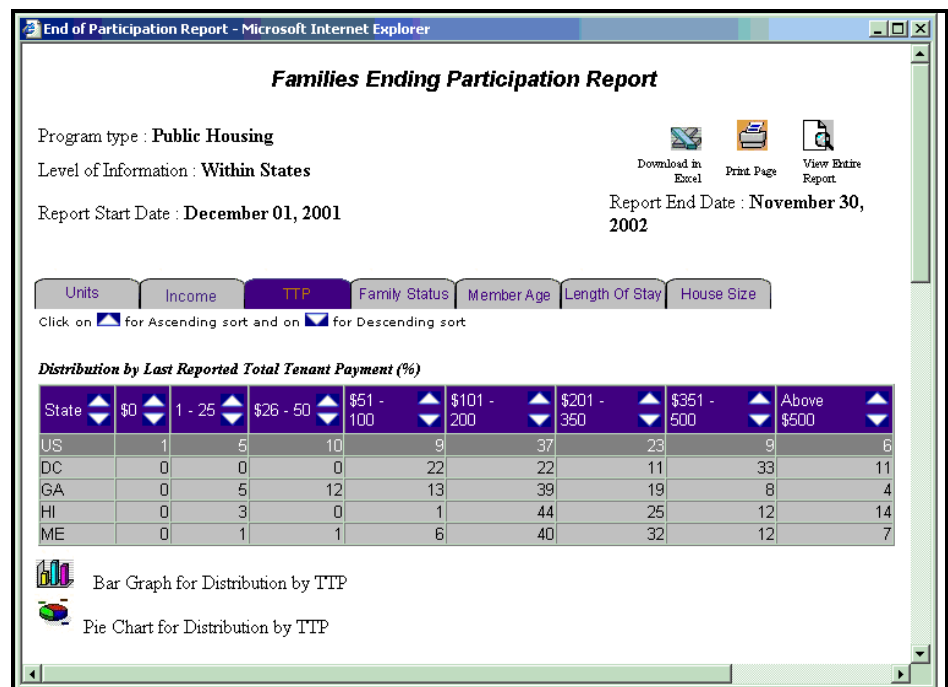 End of Participation Report - Microsoft Internet Explorer
Families Ending Participation Report
Program type : Public Housing
Level of Information : Within States
Download in Excel
Print Page
View Entire Report
Report Start Date : December 01, 2001
Report End Date : November 30, 2002
Units Income TTP Family Status Member Age Length Of Stay House Size
Click on for Ascending sort and on for Descending sort
Distribution by Last Reported Total Tenant Payment (%)
State $0 1 - 25 $26 - 50 $51 - 100 $101 - 200 $201 - 350 $351 - 500 Above $500
US 1 5 10 9 37 23 9 6
DC 0 0 0 22 22 11 33 11
GA 0 5 12 13 39 19 8 4
HI 0 3 0 1 44 25 12 14
ME 0 1 1 6 40 32 12 7
Bar Graph for Distribution by TTP
Pie Chart for Distribution by TTP